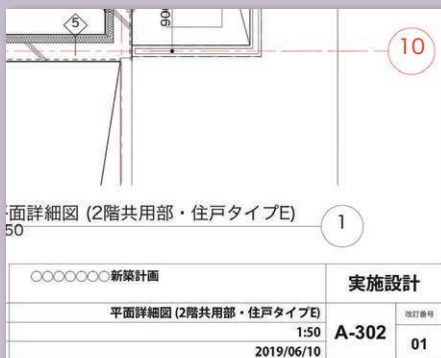 5
900
10
平面詳細図 (2階共用部・住戸タイプE)
1
50
○○○○○○○新築計画
実施設計
平面詳細図 (2階共用部・住戸タイプE)
改訂番号
1:50
A-302
01
2019/06/10